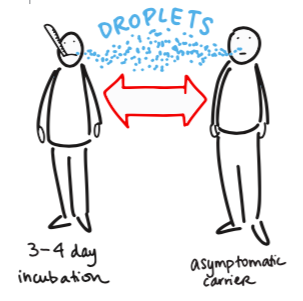 DROPLETS
3-4 day
incubation
asymptomatic
carrier